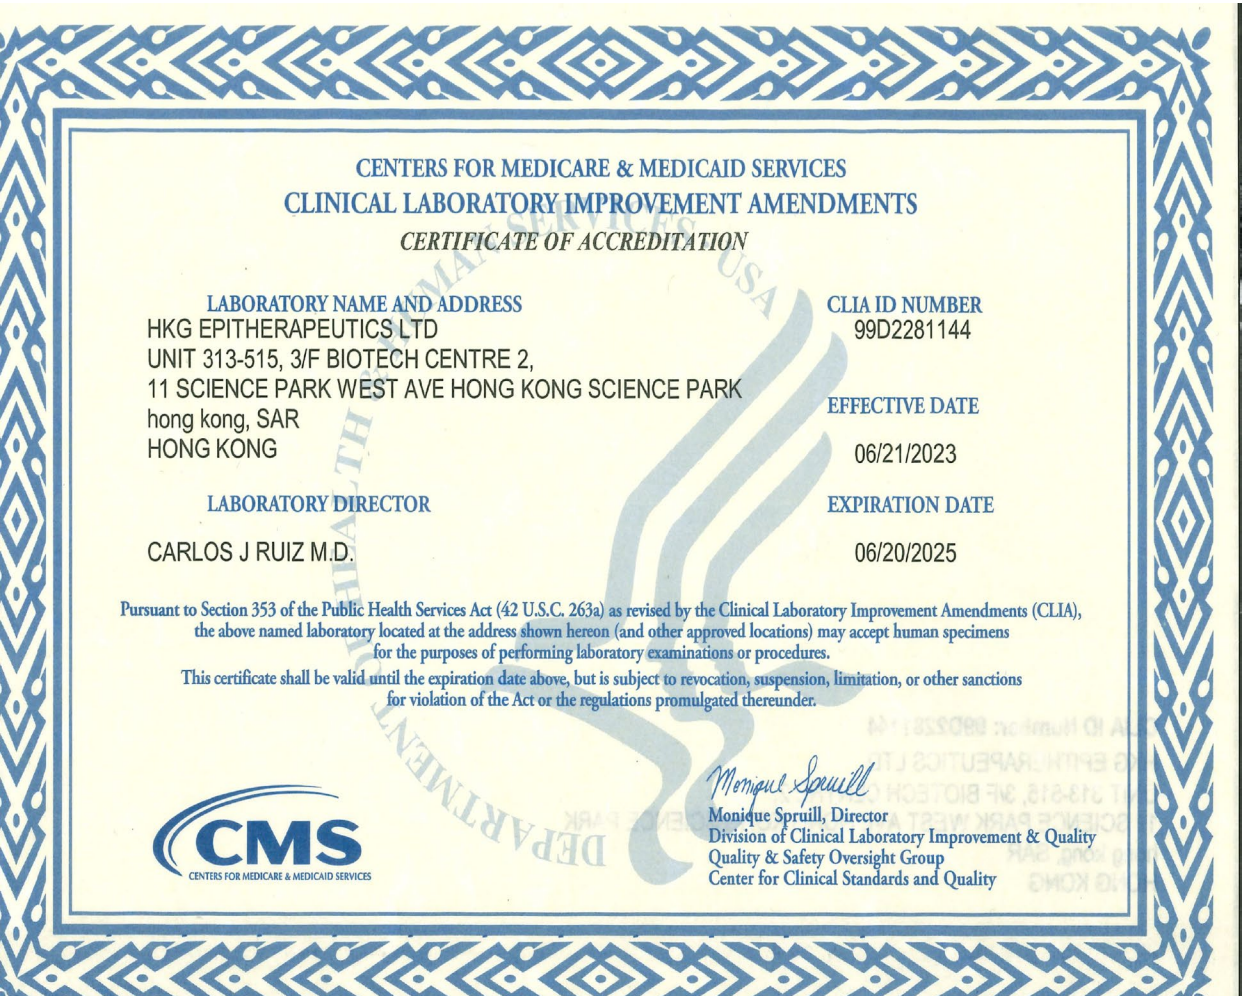 CENTERS FOR MEDICARE & MEDICAID SERVICES
CLINICAL LABORATORY IMPROVEMENT AMENDMENTS
CERTIFICATE OF ACCREDITATION
LABORATORY NAME AND ADDRESS
HKG EPITHERAPEUTICS LTD
UNIT 313-515, 3/F BIOTECH CENTRE 2,
11 SCIENCE PARK WEST AVE HONG KONG SCIENCE PARK
hong kong, SAR
HONG KONG
CLIA ID NUMBER
99D2281144
EFFECTIVE DATE
06/21/2023
LABORATORY DIRECTOR
CARLOS J RUIZ M.D.
EXPIRATION DATE
06/20/2025
Pursuant to Section 353 of the Public Health Services Act (42 U.S.C. 263a) as revised by the Clinical Laboratory Improvement Amendments (CLIA),
the above named laboratory located at the address shown hereon (and other approved locations) may accept human specimens
for the purposes of performing laboratory examinations or procedures.
This certificate shall be valid until the expiration date above, but is subject to revocation, suspension, limitation, or other sanctions
for violation of the Act or the regulations promulgated thereunder.
DEPARTMENT OF HEALTH & HUMAN SERVICES · USA
CMS
CENTERS FOR MEDICARE & MEDICAID SERVICES
Monique Spruill
Monique Spruill, Director
Division of Clinical Laboratory Improvement & Quality
Quality & Safety Oversight Group
Center for Clinical Standards and Quality